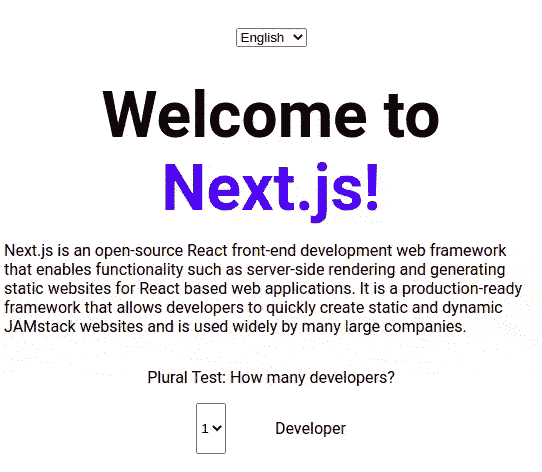 English
Welcome to
Next.js!
Next.js is an open-source React front-end development web framework
that enables functionality such as server-side rendering and generating
static websites for React based web applications. It is a production-ready
framework that allows developers to quickly create static and dynamic
JAMstack websites and is used widely by many large companies.
Plural Test: How many developers?
1 Developer